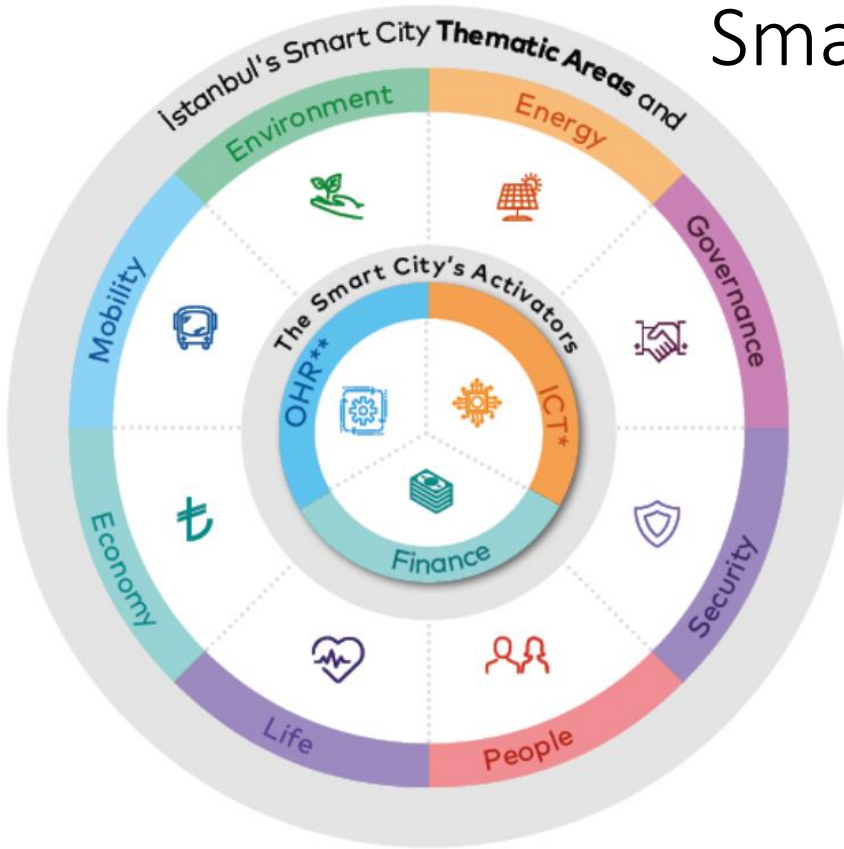 Sma
İstanbul's Smart City Thematic Areas and
Environment
Energy
Governance
Security
People
Life
Economy
Mobility
The Smart City's Activators
OHR**
ICT*
Finance